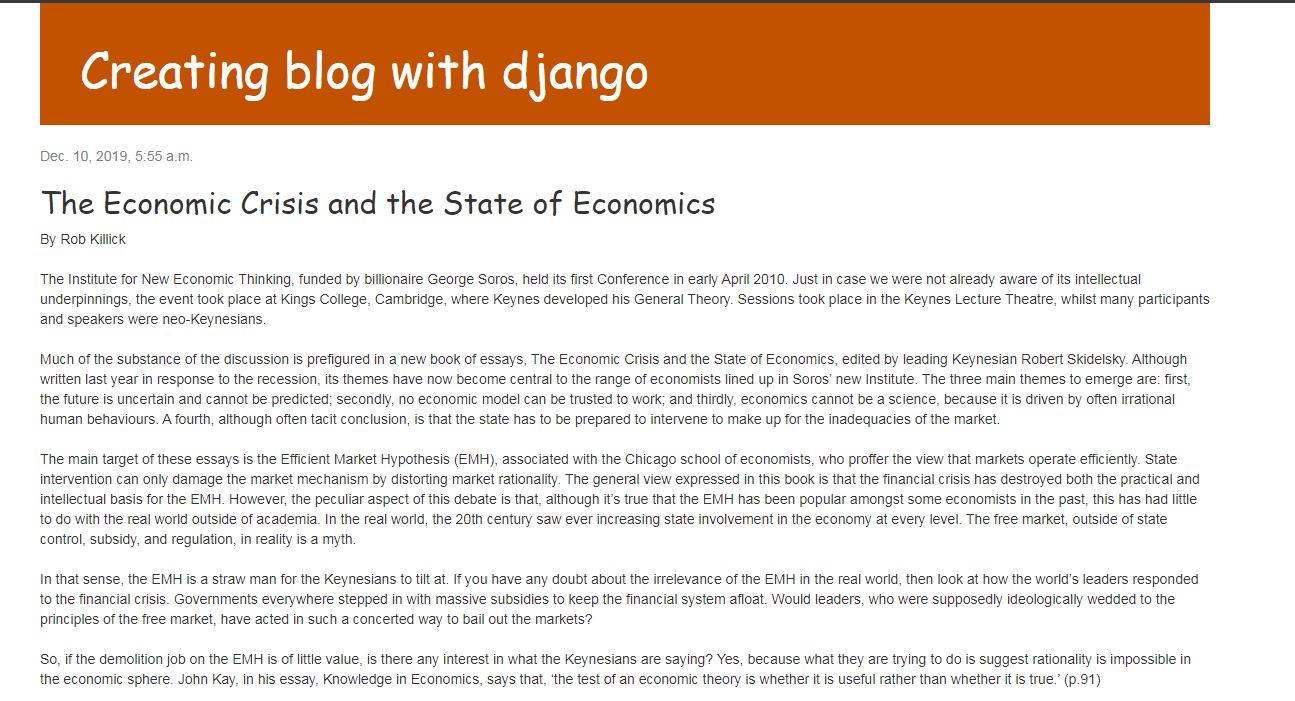 Creating blog with django
Dec. 10, 2019, 5:55 a.m.
The Economic Crisis and the State of Economics
By Rob Killick
The Institute for New Economic Thinking, funded by billionaire George Soros, held its first Conference in early April 2010. Just in case we were not already aware of its intellectual
underpinnings, the event took place at Kings College, Cambridge, where Keynes developed his General Theory. Sessions took place in the Keynes Lecture Theatre, whilst many participants
and speakers were neo-Keynesians.
Much of the substance of the discussion is prefigured in a new book of essays, The Economic Crisis and the State of Economics, edited by leading Keynesian Robert Skidelsky. Although
written last year in response to the recession, its themes have now become central to the range of economists lined up in Soros’ new Institute. The three main themes to emerge are: first,
the future is uncertain and cannot be predicted; secondly, no economic model can be trusted to work; and thirdly, economics cannot be a science, because it is driven by often irrational
human behaviours. A fourth, although often tacit conclusion, is that the state has to be prepared to intervene to make up for the inadequacies of the market.
The main target of these essays is the Efficient Market Hypothesis (EMH), associated with the Chicago school of economists, who proffer the view that markets operate efficiently. State
intervention can only damage the market mechanism by distorting market rationality. The general view expressed in this book is that the financial crisis has destroyed both the practical and
intellectual basis for the EMH. However, the peculiar aspect of this debate is that, although it’s true that the EMH has been popular amongst some economists in the past, this has had little
to do with the real world outside of academia. In the real world, the 20th century saw ever increasing state involvement in the economy at every level. The free market, outside of state
control, subsidy, and regulation, in reality is a myth.
In that sense, the EMH is a straw man for the Keynesians to tilt at. If you have any doubt about the irrelevance of the EMH in the real world, then look at how the world’s leaders responded
to the financial crisis. Governments everywhere stepped in with massive subsidies to keep the financial system afloat. Would leaders, who were supposedly ideologically wedded to the
principles of the free market, have acted in such a concerted way to bail out the markets?
So, if the demolition job on the EMH is of little value, is there any interest in what the Keynesians are saying? Yes, because what they are trying to do is suggest rationality is impossible in
the economic sphere. John Kay, in his essay, Knowledge in Economics, says that, ‘the test of an economic theory is whether it is useful rather than whether it is true.’ (p.91)